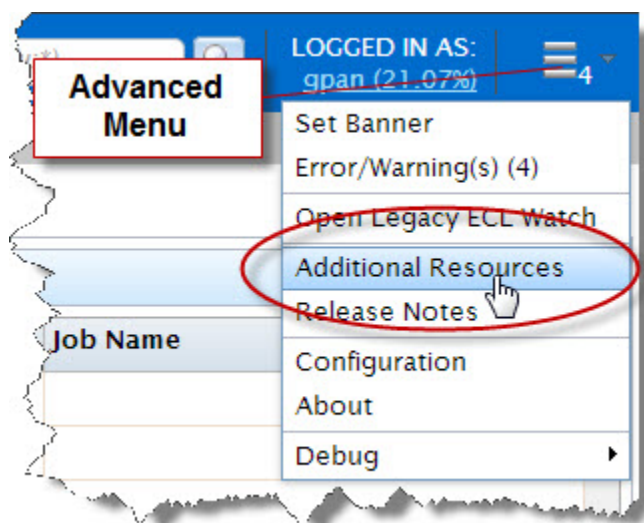 LOGGED IN AS:
gpan (21.07%)
4
Advanced
Menu
Set Banner
Error/Warning(s) (4)
Open Legacy ECL Watch
Additional Resources
Release Notes
Job Name
Configuration
About
Debug